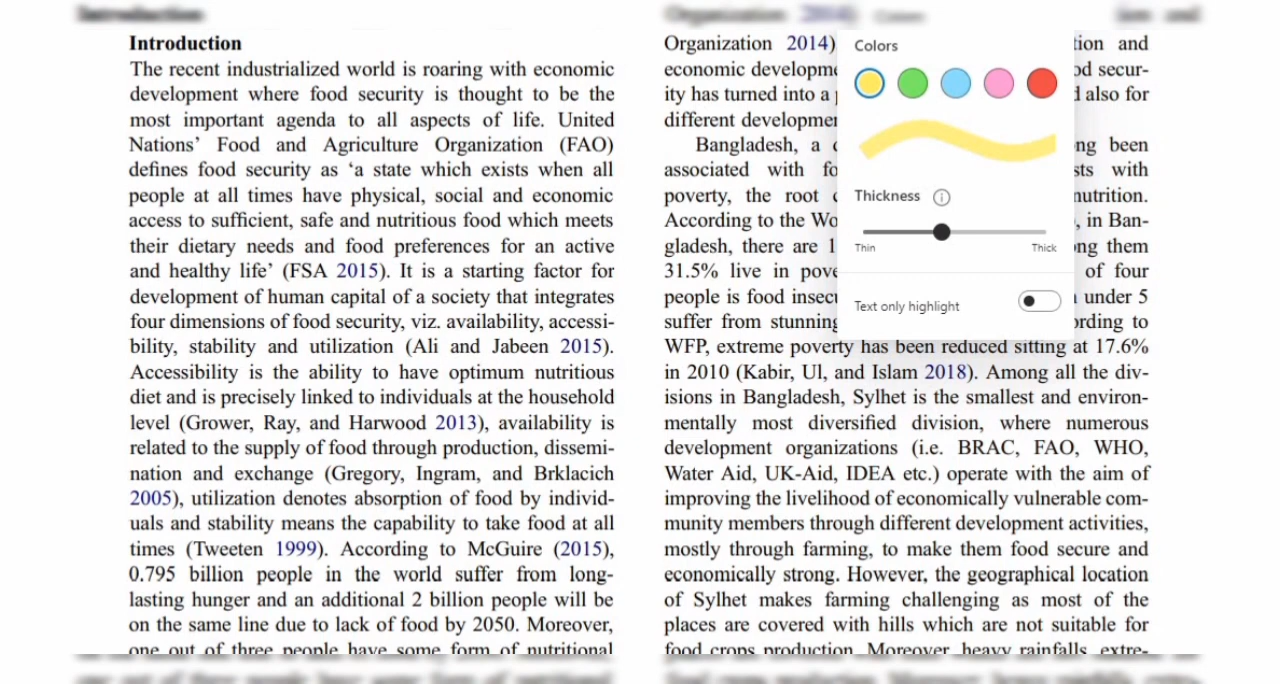 Introduction
The recent industrialized world is roaring with economic
development where food security is thought to be the
most important agenda to all aspects of life. United
Nations' Food and Agriculture Organization (FAO)
defines food security as 'a state which exists when all
people at all times have physical, social and economic
access to sufficient, safe and nutritious food which meets
their dietary needs and food preferences for an active
and healthy life' (FSA 2015). It is a starting factor for
development of human capital of a society that integrates
four dimensions of food security, viz. availability, accessi-
bility, stability and utilization (Ali and Jabeen 2015).
Accessibility is the ability to have optimum nutritious
diet and is precisely linked to individuals at the household
level (Grower, Ray, and Harwood 2013), availability is
related to the supply of food through production, dissemi-
nation and exchange (Gregory, Ingram, and Brklacich
2005), utilization denotes absorption of food by individ-
uals and stability means the capability to take food at all
times (Tweeten 1999). According to McGuire (2015),
0.795 billion people in the world suffer from long-
lasting hunger and an additional 2 billion people will be
on the same line due to lack of food by 2050. Moreover,
one out of three people have some form of nutritional
Organization 2014) tion and
economic developme od secur-
ity has turned into a also for
different developmen
Bangladesh, a ng been
associated with fo sts with
poverty, the root nutrition.
According to the Wo , in Ban-
gladesh, there are 1 ng them
31.5% live in pove of four
people is food insecu under 5
suffer from stunning rding to
WFP, extreme poverty has been reduced sitting at 17.6%
in 2010 (Kabir, Ul, and Islam 2018). Among all the div-
isions in Bangladesh, Sylhet is the smallest and environ-
mentally most diversified division, where numerous
development organizations (i.e. BRAC, FAO, WHO,
Water Aid, UK-Aid, IDEA etc.) operate with the aim of
improving the livelihood of economically vulnerable com-
munity members through different development activities,
mostly through farming, to make them food secure and
economically strong. However, the geographical location
of Sylhet makes farming challenging as most of the
places are covered with hills which are not suitable for
food crops production. Moreover, heavy rainfalls, extre-
Colors
Thickness
Thin Thick
Text only highlight